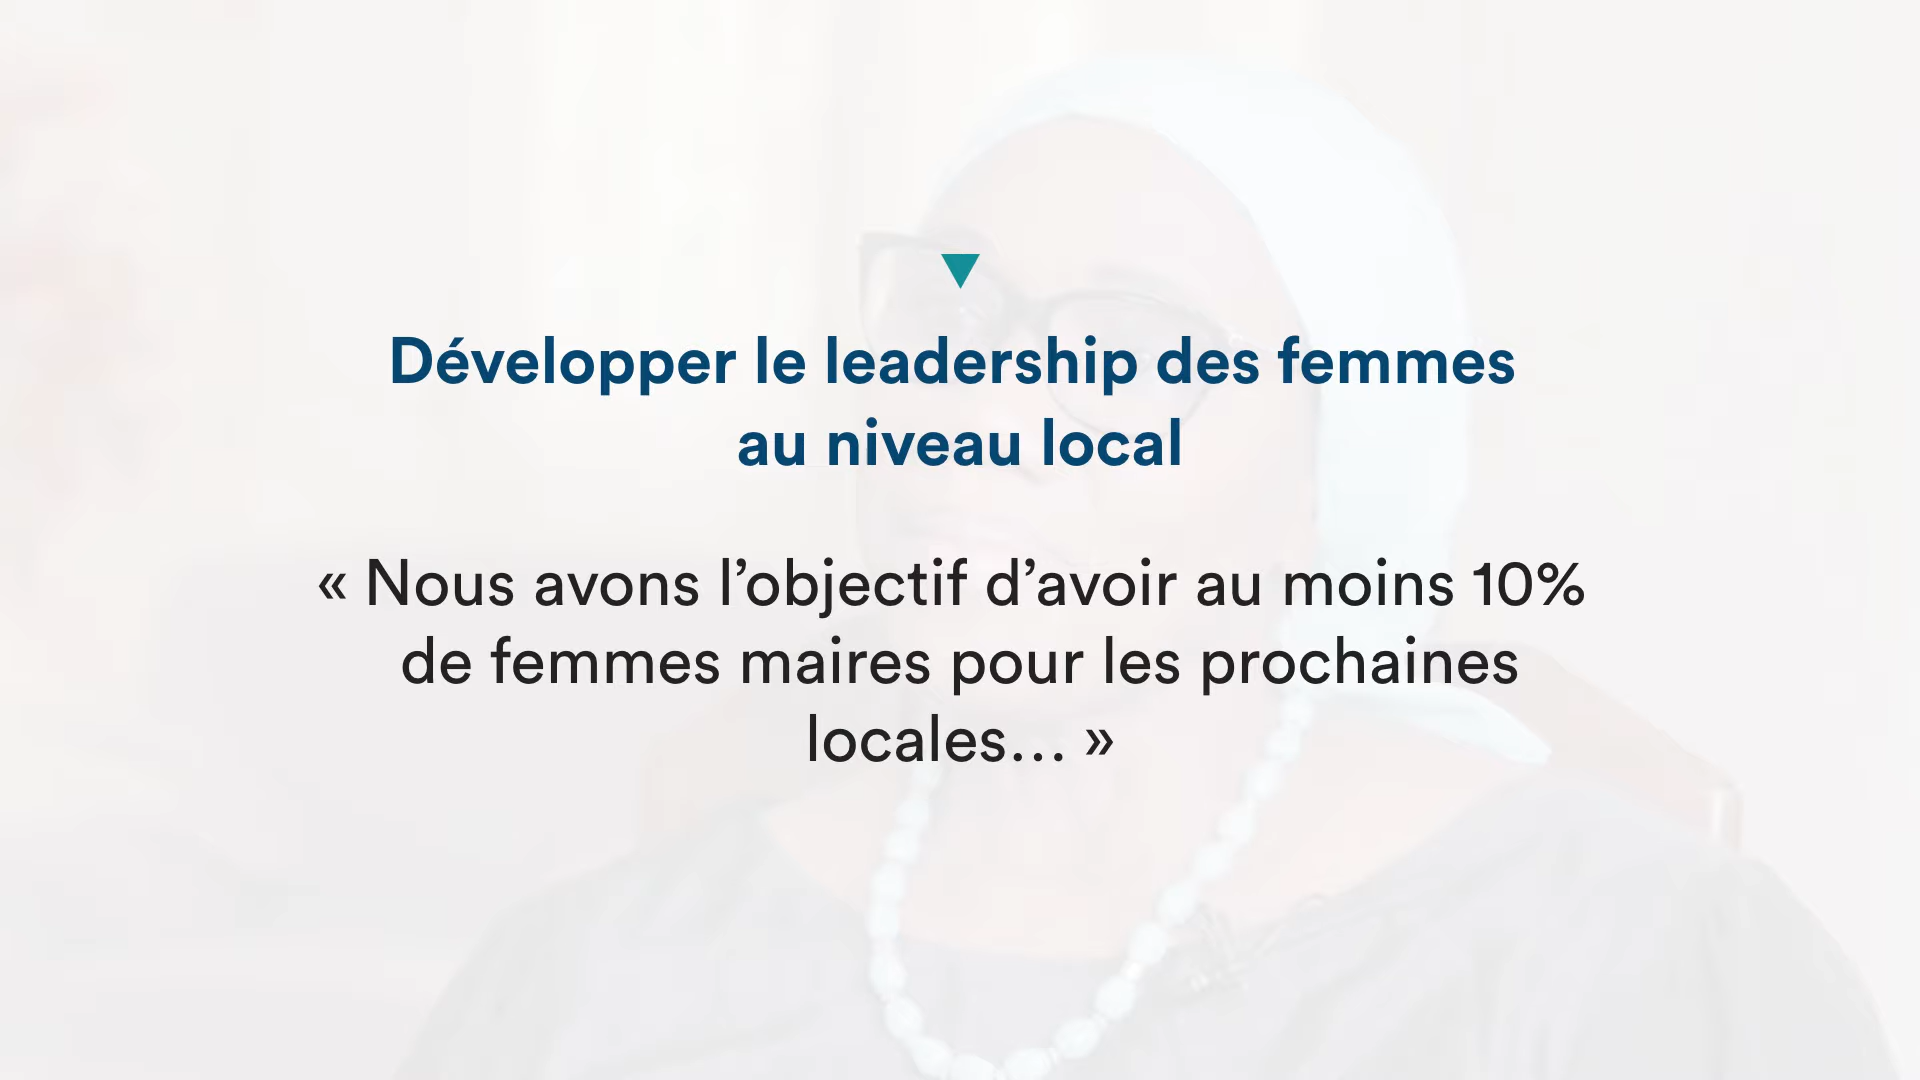 Développer le leadership des femmes
au niveau local
« Nous avons l’objectif d’avoir au moins 10%
de femmes maires pour les prochaines
locales… »